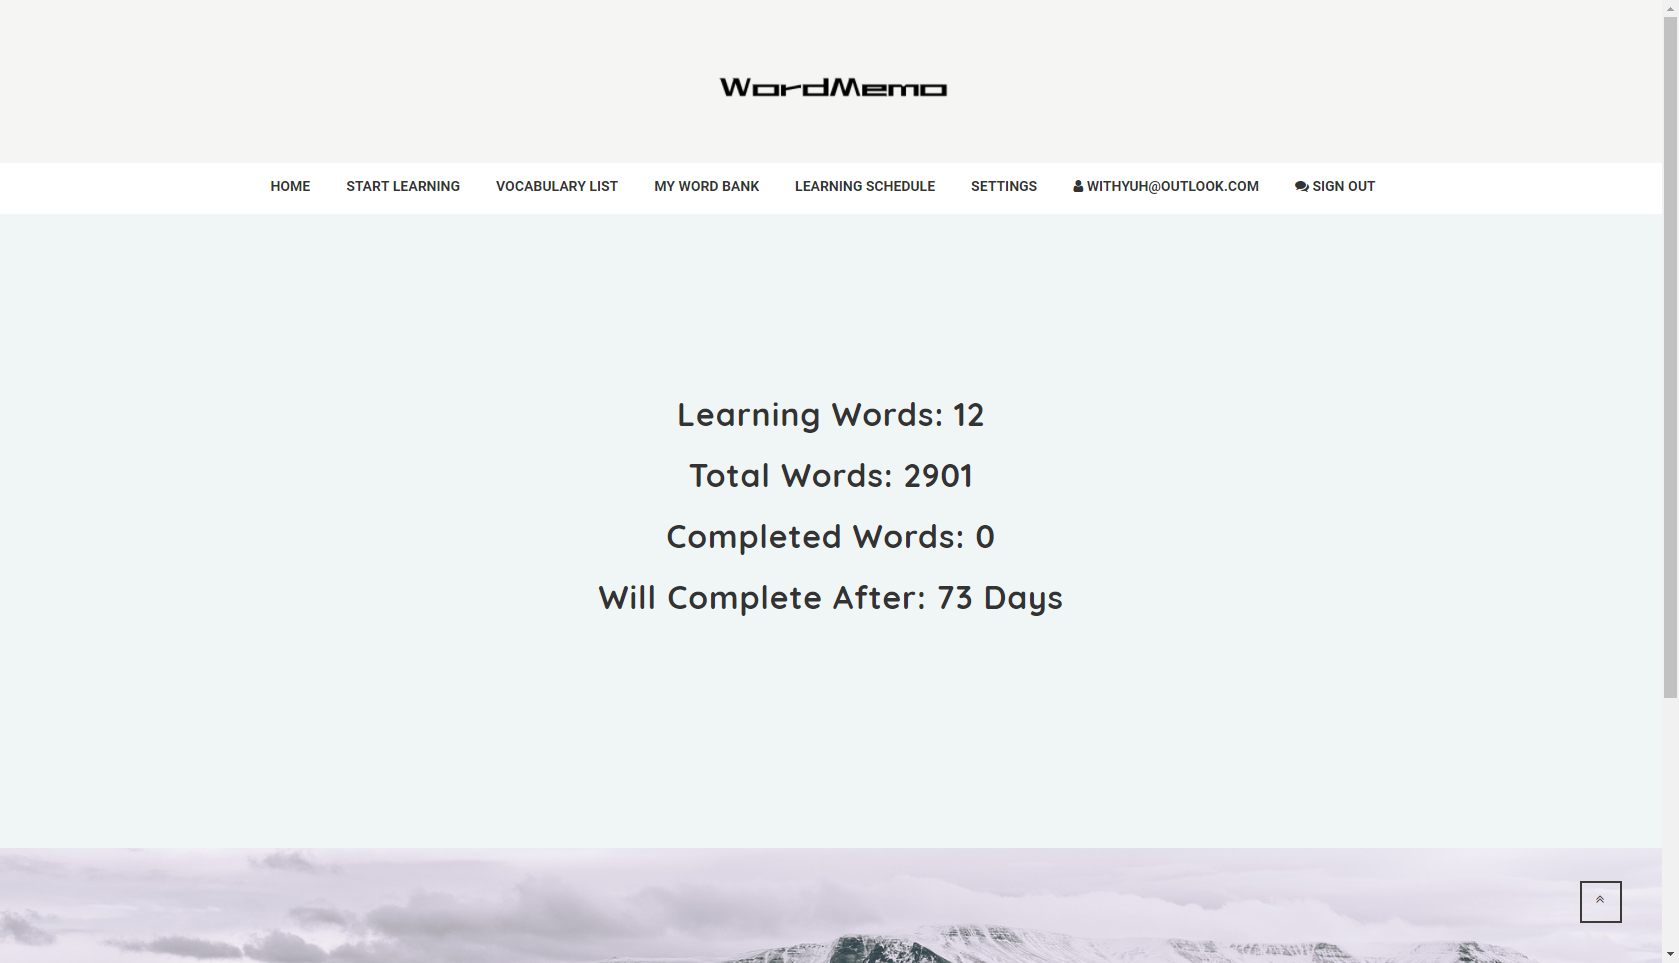 WordMemo
HOME START LEARNING VOCABULARY LIST MY WORD BANK LEARNING SCHEDULE SETTINGS WITHYUH@OUTLOOK.COM SIGN OUT
Learning Words: 12
Total Words: 2901
Completed Words: 0
Will Complete After: 73 Days